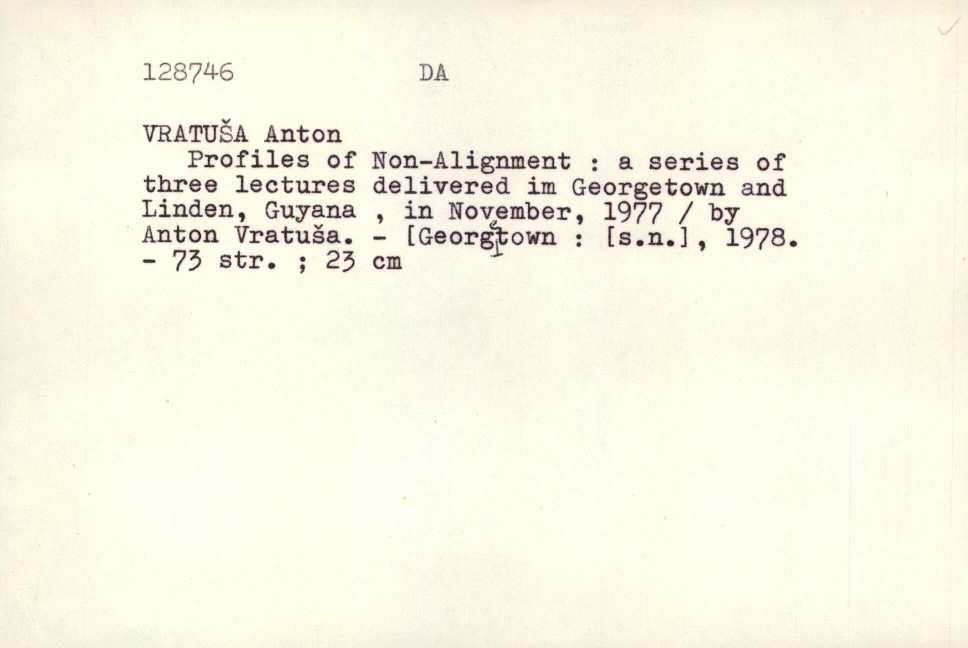 128746 DA
VRATUŠA Anton
Profiles of Non-Alignment : a series of
three lectures delivered im Georgetown and
Linden, Guyana , in November, 1977 / by
Anton Vratuša. - [Georgetown : [s.n.], 1978.
- 73 str. ; 23 cm